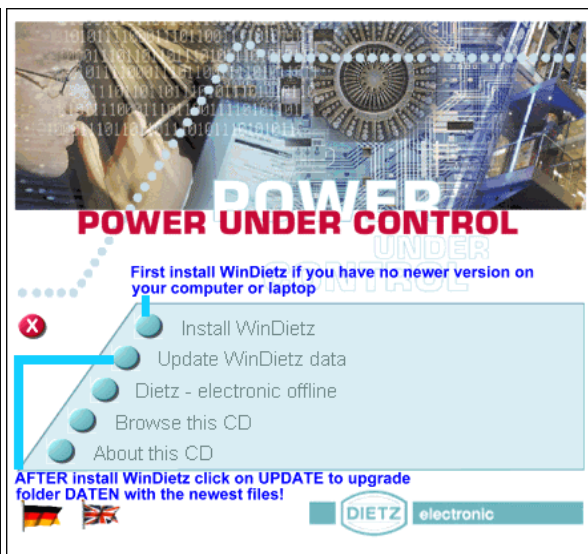 POWER
POWER UNDER CONTROL
UNDER
CONTROL
First install WinDietz if you have no newer version on
your computer or laptop
X
Install WinDietz
Update WinDietz data
Dietz - electronic offline
Browse this CD
About this CD
AFTER install WinDietz click on UPDATE to upgrade
folder DATEN with the newest files!
DIETZ electronic